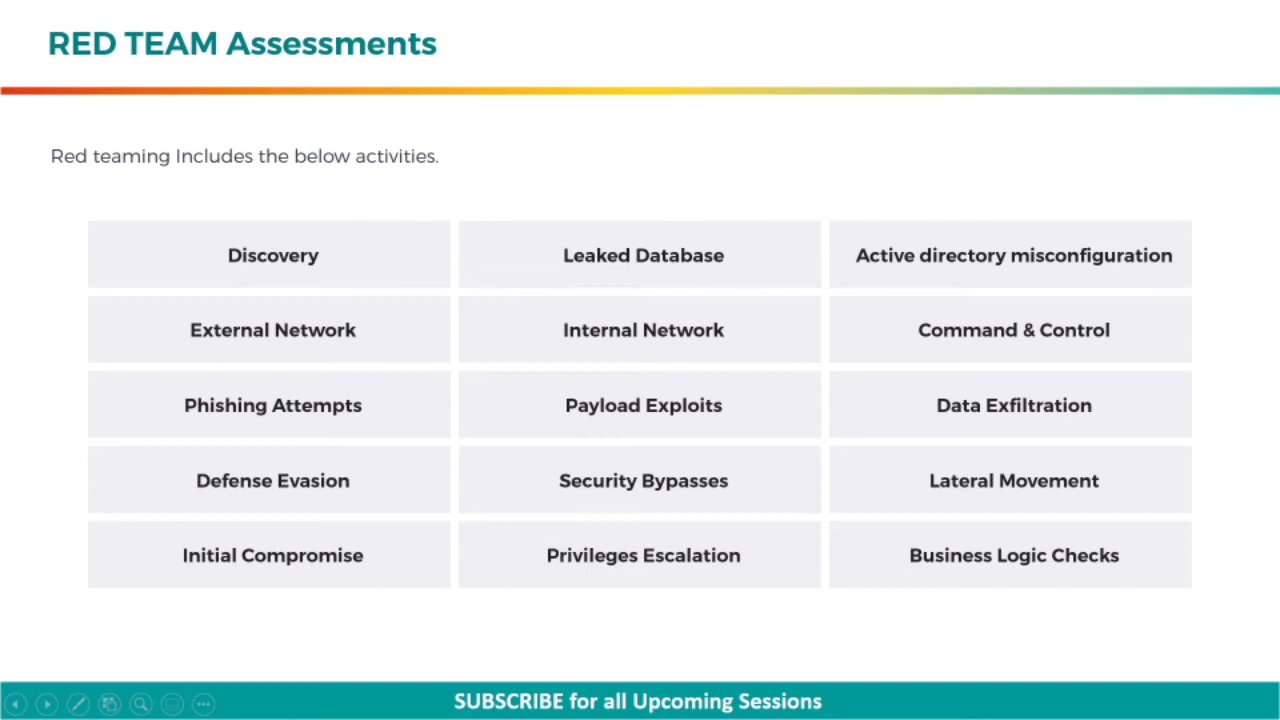 RED TEAM Assessments
Red teaming Includes the below activities.
Discovery
Leaked Database
Active directory misconfiguration
External Network
Internal Network
Command & Control
Phishing Attempts
Payload Exploits
Data Exfiltration
Defense Evasion
Security Bypasses
Lateral Movement
Initial Compromise
Privileges Escalation
Business Logic Checks
SUBSCRIBE for all Upcoming Sessions